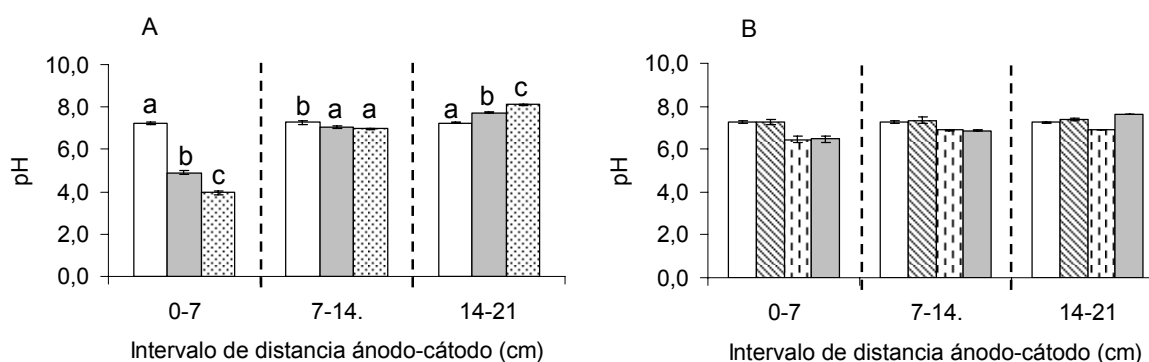 A
10,0
8,0
6,0
4,0
2,0
0,0
pH
a
b
c
b
a
a
a
b
c
0-7
7-14.
14-21
Intervalo de distancia ánodo-cátodo (cm)
B
10,0
8,0
6,0
4,0
2,0
0,0
pH
0-7
7-14.
14-21
Intervalo de distancia ánodo-cátodo (cm)